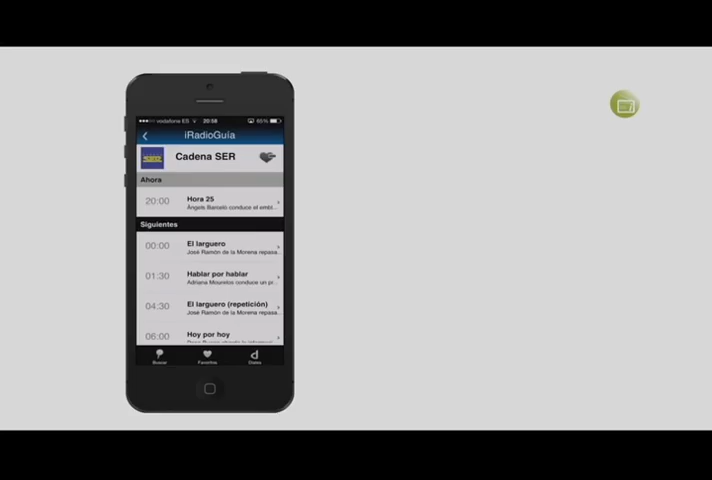 vodafone ES 20:58 65%
iRadioGuía
Cadena SER
Ahora
20:00 Hora 25
Àngels Barceló conduce el embl...
Siguientes
00:00 El larguero
José Ramón de la Morena repasa...
01:30 Hablar por hablar
Adriana Mourelos conduce un pr...
04:30 El larguero (repetición)
José Ramón de la Morena repasa...
06:00 Hoy por hoy
Buscar Favoritos Diales